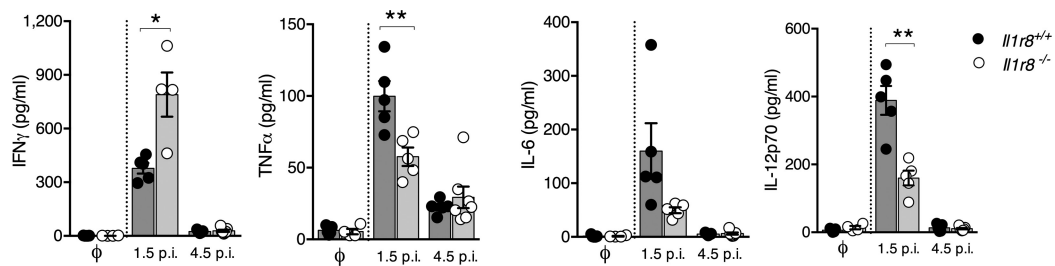 IFNγ (pg/ml)
1,200
900
600
300
0
*
ϕ
1.5 p.i.
4.5 p.i.
TNFα (pg/ml)
150
100
50
0
**
ϕ
1.5 p.i.
4.5 p.i.
IL-6 (pg/ml)
400
300
200
100
0
ϕ
1.5 p.i.
4.5 p.i.
IL-12p70 (pg/ml)
600
400
200
0
**
ϕ
1.5 p.i.
4.5 p.i.
Il1r8+/+
Il1r8-/-